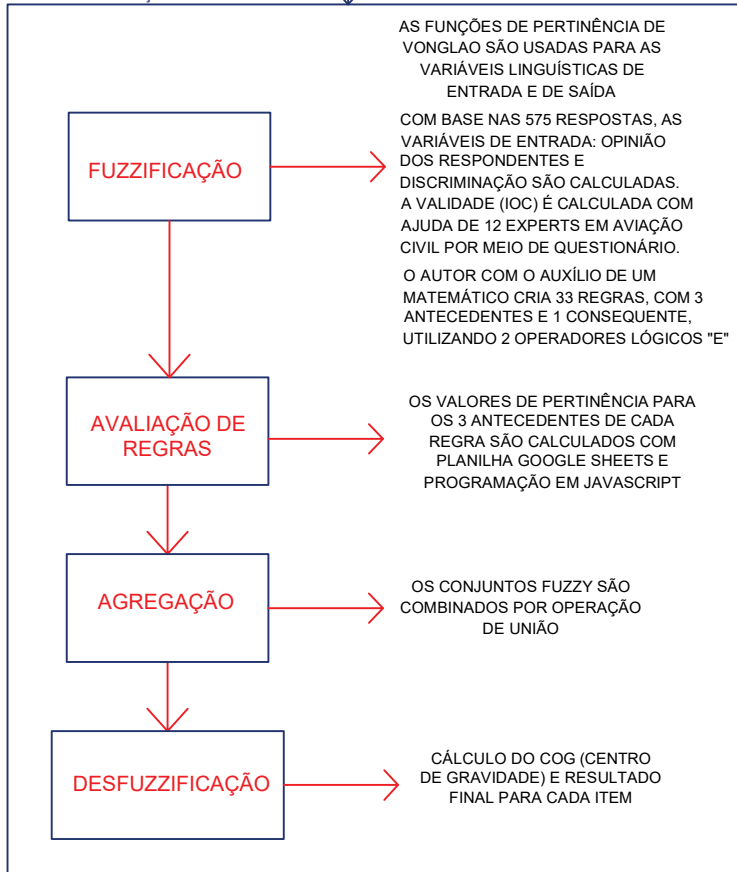 AS FUNÇÕES DE PERTINÊNCIA DE
VONGLAO SÃO USADAS PARA AS
VARIÁVEIS LINGUÍSTICAS DE
ENTRADA E DE SAÍDA
FUZZIFICAÇÃO
COM BASE NAS 575 RESPOSTAS, AS
VARIÁVEIS DE ENTRADA: OPINIÃO
DOS RESPONDENTES E
DISCRIMINAÇÃO SÃO CALCULADAS.
A VALIDADE (IOC) É CALCULADA COM
AJUDA DE 12 EXPERTS EM AVIAÇÃO
CIVIL POR MEIO DE QUESTIONÁRIO.
O AUTOR COM O AUXÍLIO DE UM
MATEMÁTICO CRIA 33 REGRAS, COM 3
ANTECEDENTES E 1 CONSEQUENTE,
UTILIZANDO 2 OPERADORES LÓGICOS "E"
AVALIAÇÃO DE
REGRAS
OS VALORES DE PERTINÊNCIA PARA
OS 3 ANTECEDENTES DE CADA
REGRA SÃO CALCULADOS COM
PLANILHA GOOGLE SHEETS E
PROGRAMAÇÃO EM JAVASCRIPT
AGREGAÇÃO
OS CONJUNTOS FUZZY SÃO
COMBINADOS POR OPERAÇÃO
DE UNIÃO
DESFUZZIFICAÇÃO
CÁLCULO DO COG (CENTRO
DE GRAVIDADE) E RESULTADO
FINAL PARA CADA ITEM